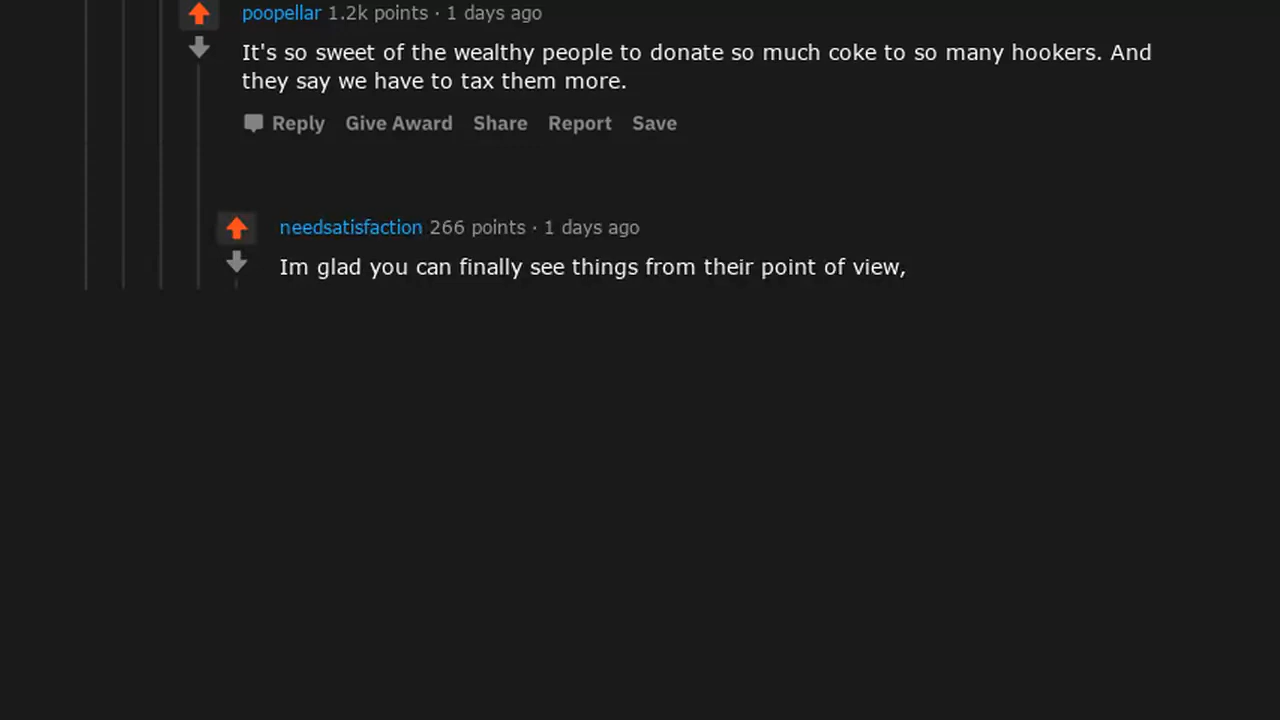 poopellar 1.2k points · 1 days ago
It's so sweet of the wealthy people to donate so much coke to so many hookers. And
they say we have to tax them more.
Reply Give Award Share Report Save
needsatisfaction 266 points · 1 days ago
Im glad you can finally see things from their point of view,